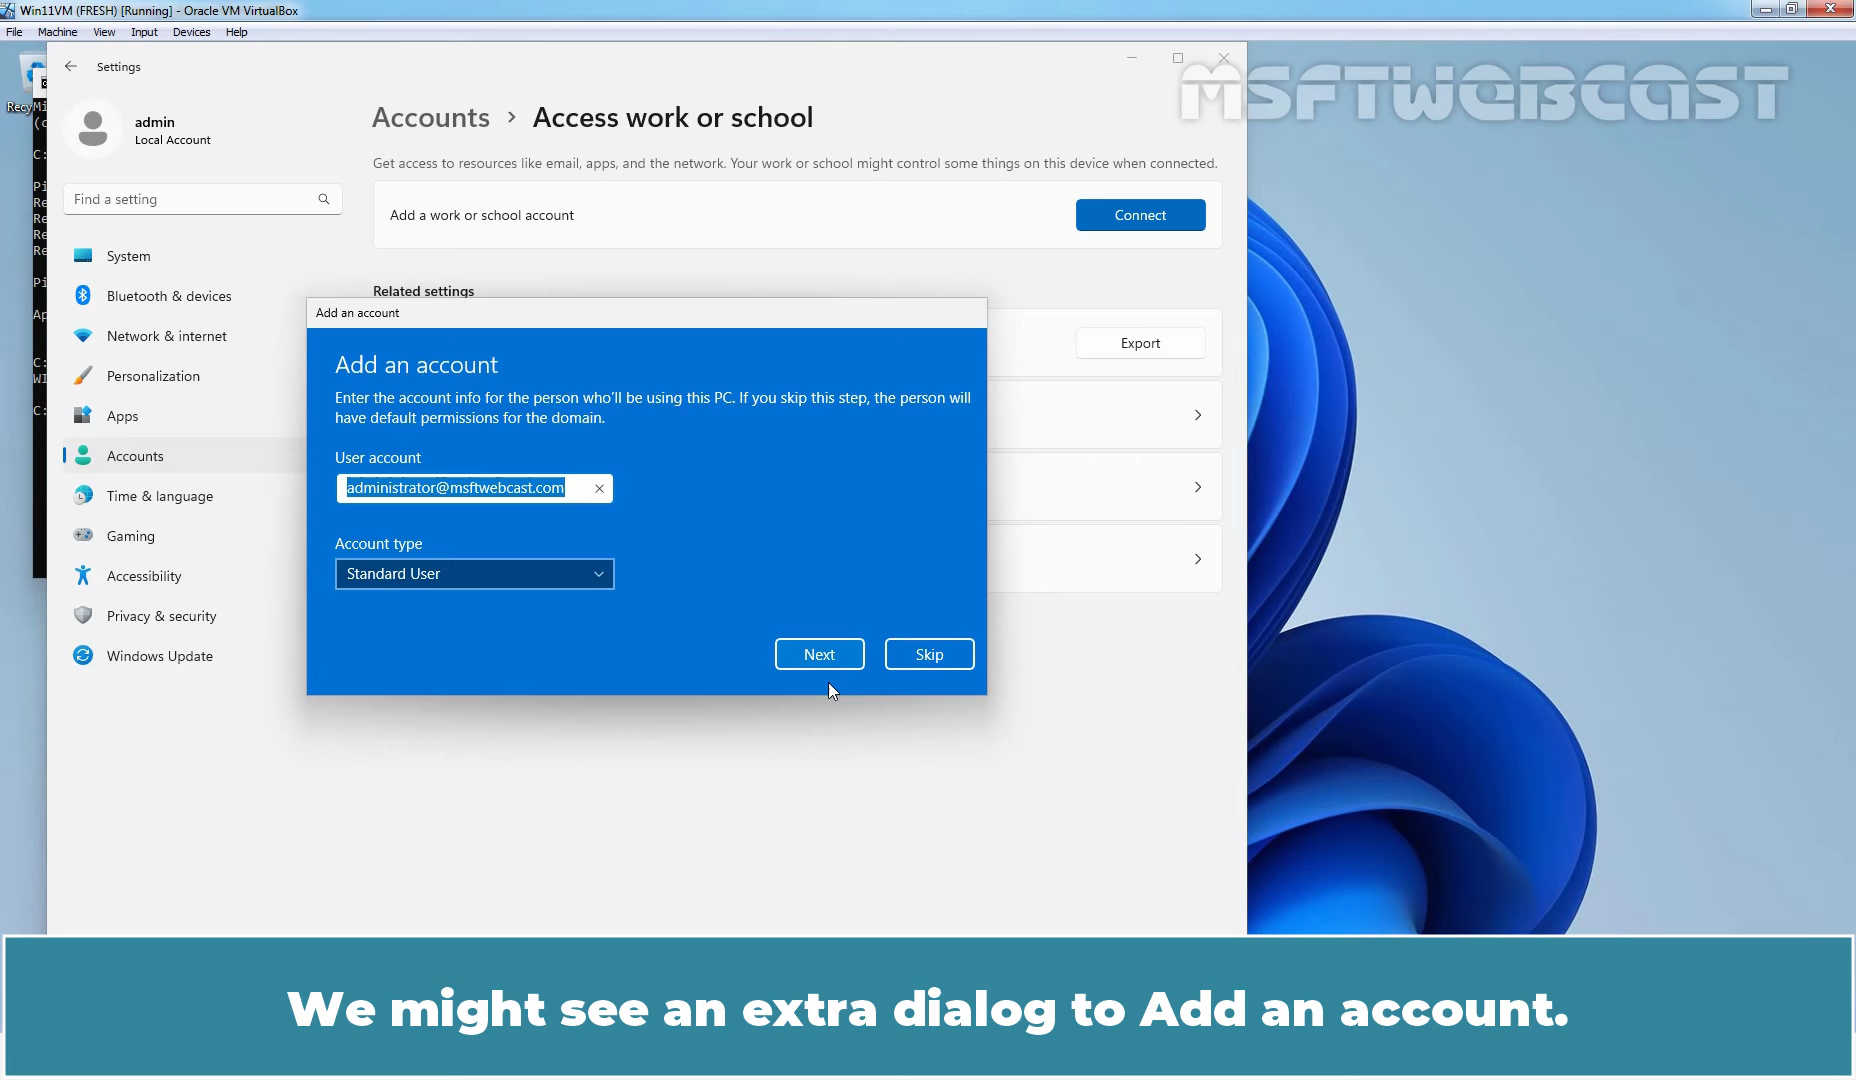 Win11VM (FRESH) [Running] - Oracle VM VirtualBox
File Machine View Input Devices Help
Settings
MSFTWEBCAST
admin
Local Account
Accounts > Access work or school
Get access to resources like email, apps, and the network. Your work or school might control some things on this device when connected.
Find a setting
Add a work or school account
Connect
System
Bluetooth & devices
Network & internet
Personalization
Apps
Accounts
Time & language
Gaming
Accessibility
Privacy & security
Windows Update
Related settings
Export
Add an account
Add an account
Enter the account info for the person who'll be using this PC. If you skip this step, the person will
have default permissions for the domain.
User account
administrator@msftwebcast.com
Account type
Standard User
Next
Skip
We might see an extra dialog to Add an account.